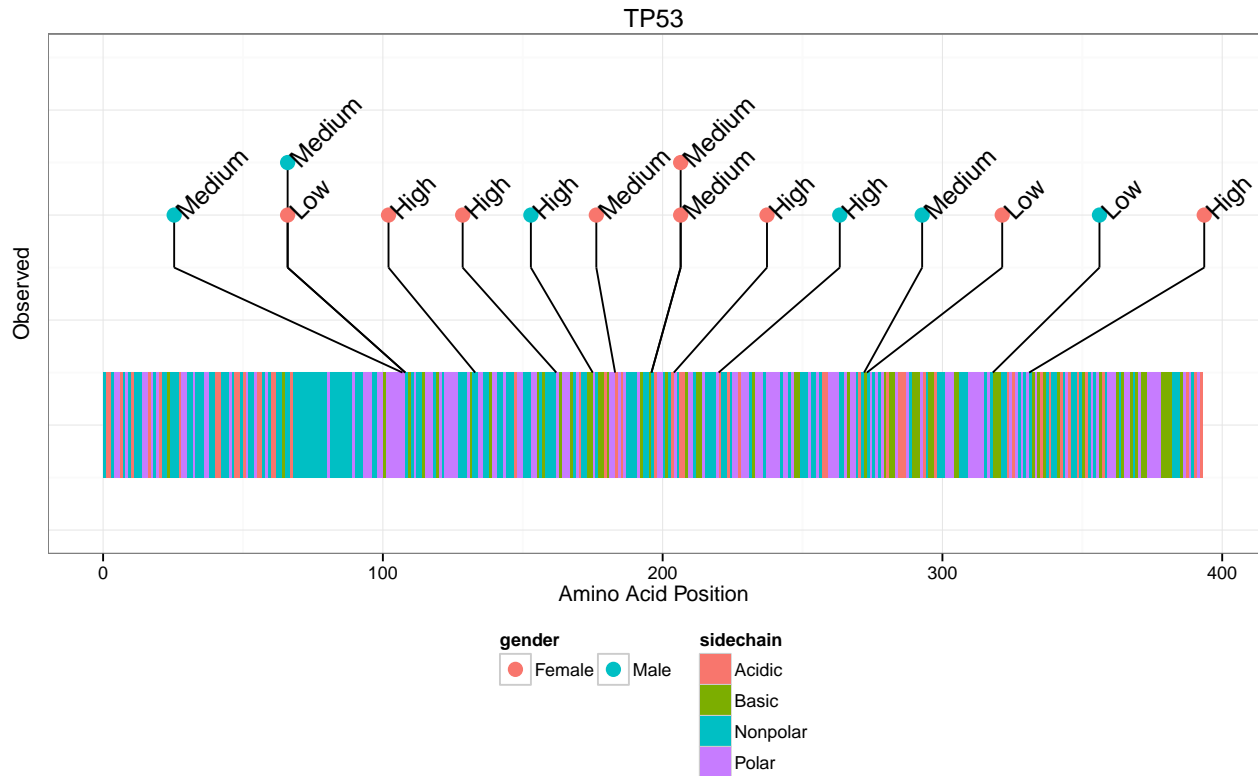 TP53
Medium
Medium
Medium
Low
High
High
High
Medium
Medium
High
High
Medium
Low
Low
High
Observed
0
100
200
300
400
Amino Acid Position
gender
Female
Male
sidechain
Acidic
Basic
Nonpolar
Polar